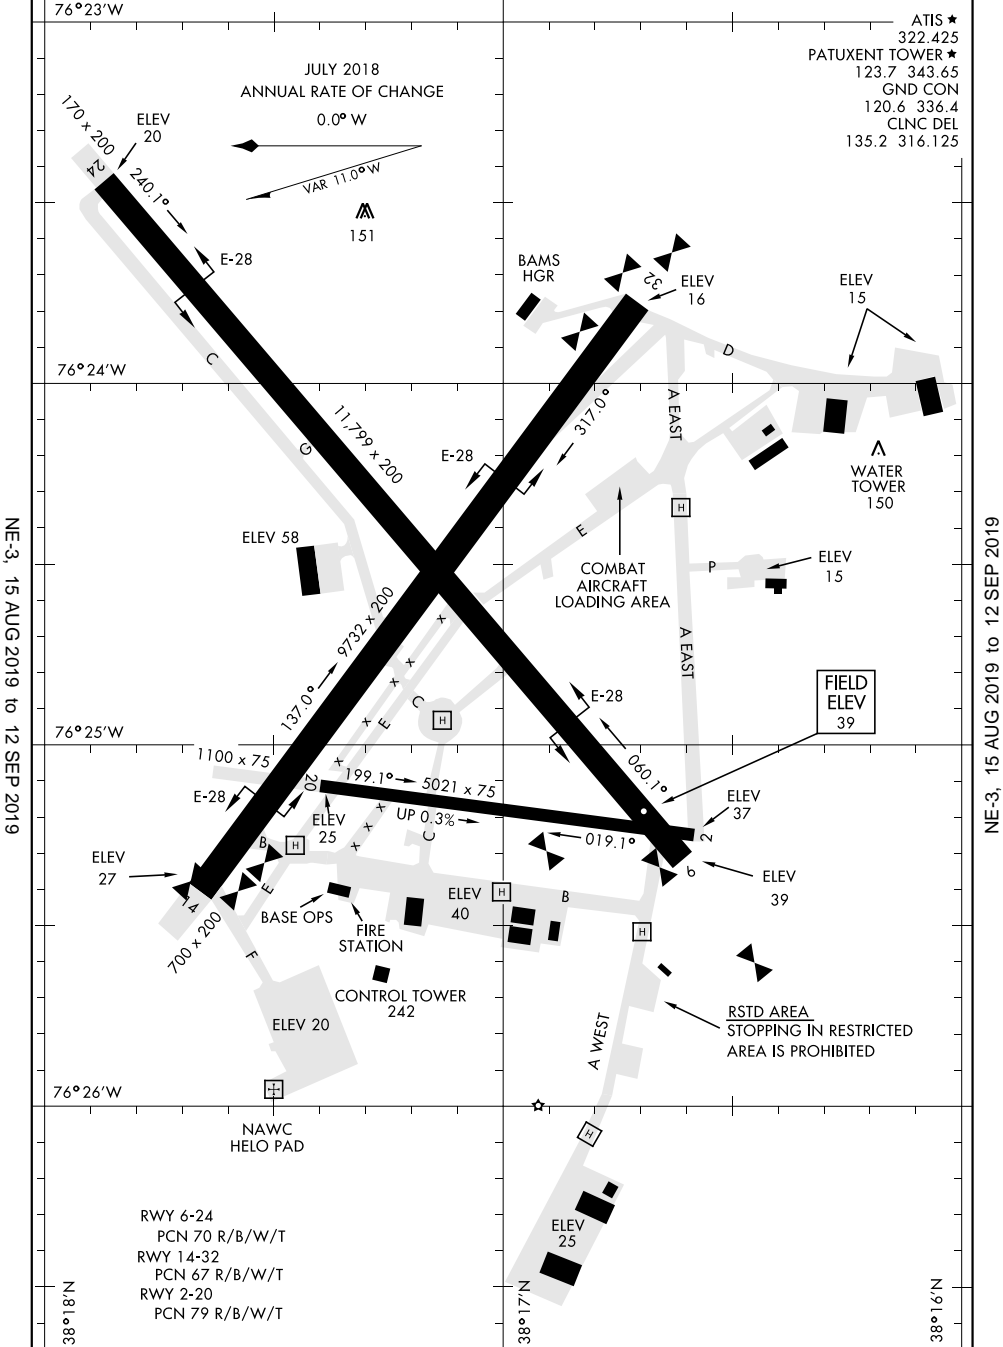 76°23'W
ATIS ★
322.425
PATUXENT TOWER ★
123.7 343.65
GND CON
120.6 336.4
CLNC DEL
135.2 316.125
JULY 2018
ANNUAL RATE OF CHANGE
0.0° W
VAR 11.0° W
170 x 200
ELEV
20
24
240.1°
E-28
151
BAMS
HGR
32
ELEV
16
ELEV
15
C
D
76°24'W
A EAST
317.0°
11,799 x 200
G
E-28
WATER
TOWER
150
H
ELEV 58
E
COMBAT
AIRCRAFT
LOADING AREA
P
ELEV
15
NE-3, 15 AUG 2019 to 12 SEP 2019
NE-3, 15 AUG 2019 to 12 SEP 2019
9732 x 200
x
x
x
x
x
x
x
x
x
A EAST
137.0°
C
E
H
E-28
FIELD
ELEV
39
76°25'W
1100 x 75
060.1°
E-28
20
199.1°
5021 x 75
UP 0.3%
ELEV
25
C
ELEV
37
2
019.1°
B
H
ELEV
27
E
14
6
ELEV
39
700 x 200
BASE OPS
FIRE
STATION
ELEV
40
H
B
H
F
CONTROL TOWER
242
ELEV 20
RSTD AREA
STOPPING IN RESTRICTED
AREA IS PROHIBITED
A WEST
76°26'W
NAWC
HELO PAD
H
RWY 6-24
PCN 70 R/B/W/T
RWY 14-32
PCN 67 R/B/W/T
RWY 2-20
PCN 79 R/B/W/T
ELEV
25
38°18'N
38°17'N
38°16'N